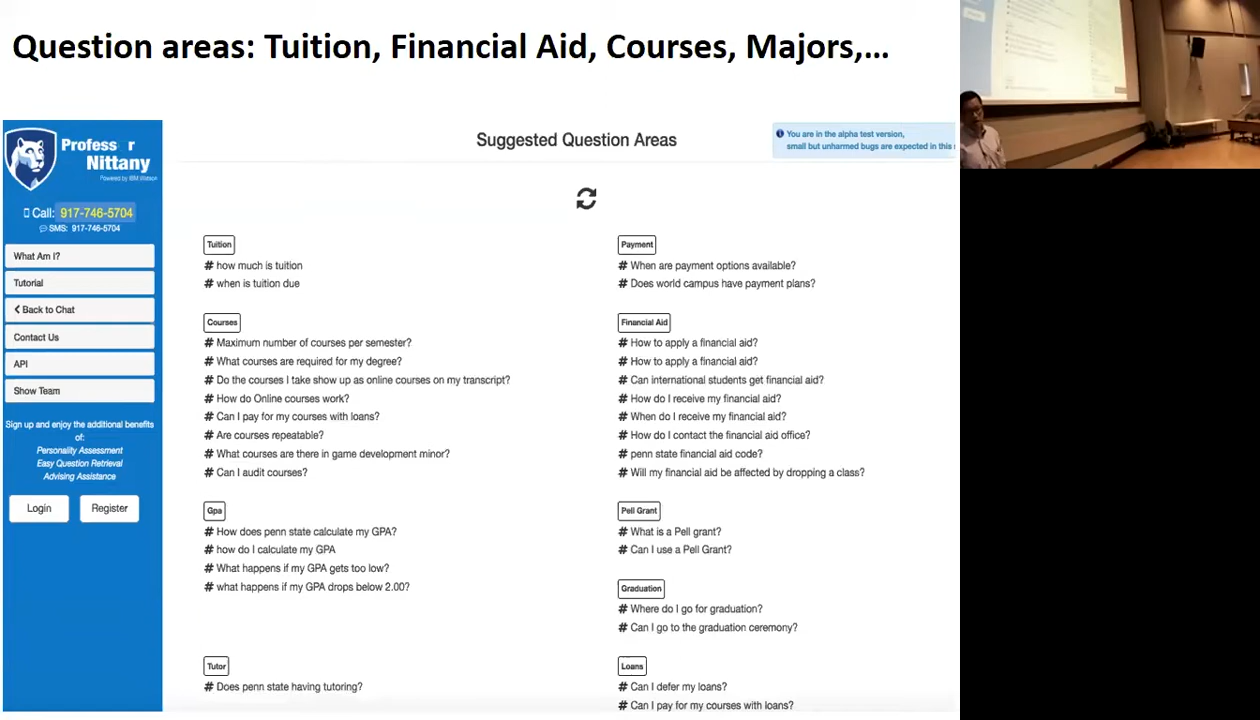 Question areas: Tuition, Financial Aid, Courses, Majors,...
Profess r
Nittany
Powered by IBM Watson
Call: 917-746-5704
SMS: 917-746-5704
What Am I?
Tutorial
Back to Chat
Contact Us
API
Show Team
Sign up and enjoy the additional benefits
of:
Personality Assessment
Easy Question Retrieval
Advising Assistance
Login
Register
Suggested Question Areas
You are in the alpha test version,
small but unharmed bugs are expected in this
Tuition
# how much is tuition
# when is tuition due
Courses
# Maximum number of courses per semester?
# What courses are required for my degree?
# Do the courses I take show up as online courses on my transcript?
# How do Online courses work?
# Can I pay for my courses with loans?
# Are courses repeatable?
# What courses are there in game development minor?
# Can I audit courses?
Gpa
# How does penn state calculate my GPA?
# how do I calculate my GPA
# What happens if my GPA gets too low?
# what happens if my GPA drops below 2.00?
Tutor
# Does penn state having tutoring?
Payment
# When are payment options available?
# Does world campus have payment plans?
Financial Aid
# How to apply a financial aid?
# How to apply a financial aid?
# Can international students get financial aid?
# How do I receive my financial aid?
# When do I receive my financial aid?
# How do I contact the financial aid office?
# penn state financial aid code?
# Will my financial aid be affected by dropping a class?
Pell Grant
# What is a Pell grant?
# Can I use a Pell Grant?
Graduation
# Where do I go for graduation?
# Can I go to the graduation ceremony?
Loans
# Can I defer my loans?
# Can I pay for my courses with loans?